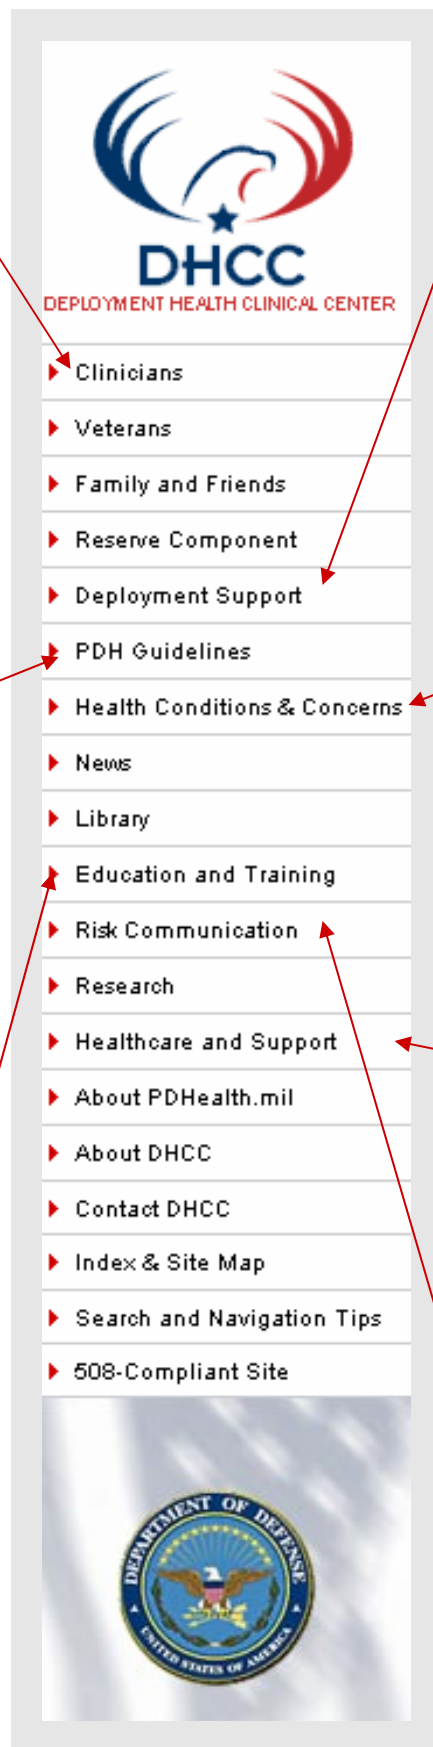 DHCC
DEPLOYMENT HEALTH CLINICAL CENTER
Clinicians
Veterans
Family and Friends
Reserve Component
Deployment Support
PDH Guidelines
Health Conditions & Concerns
News
Library
Education and Training
Risk Communication
Research
Healthcare and Support
About PDHealth.mil
About DHCC
Contact DHCC
Index & Site Map
Search and Navigation Tips
508-Compliant Site
DEPARTMENT OF DEFENSE
UNITED STATES OF AMERICA